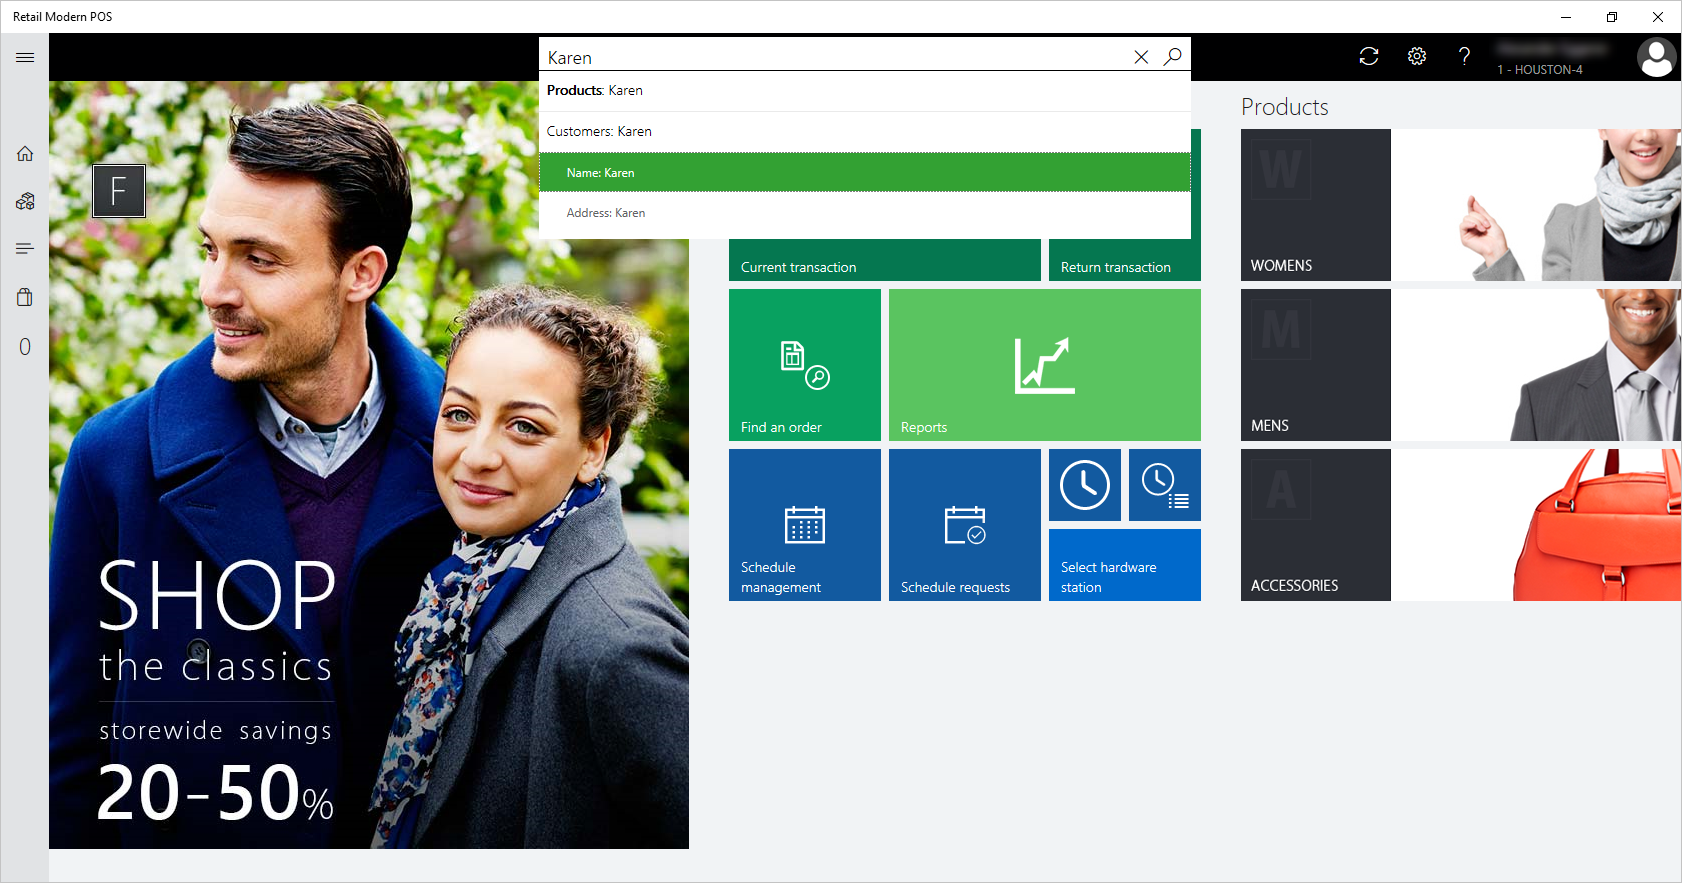 Retail Modern POS
Karen
1 - HOUSTON-4
Products: Karen
Customers: Karen
Name: Karen
Address: Karen
F
SHOP
the classics
storewide savings
20-50%
0
Current transaction
Return transaction
Find an order
Reports
Schedule
management
Schedule requests
Select hardware
station
Products
W
WOMENS
M
MENS
A
ACCESSORIES